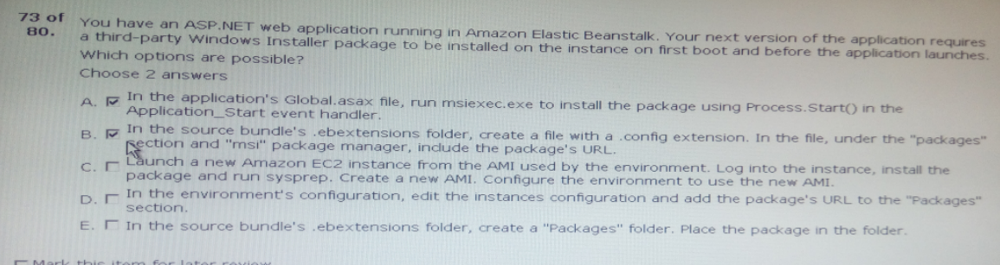 73 of
80.
You have an ASP.NET web application running in Amazon Elastic Beanstalk. Your next version of the application requires
a third-party Windows Installer package to be installed on the instance on first boot and before the application launches.
Which options are possible?
Choose 2 answers
A. In the application's Global.asax file, run msiexec.exe to install the package using Process.Start() in the
Application_Start event handler.
B. In the source bundle's .ebextensions folder, create a file with a .config extension. In the file, under the "packages"
section and "msi" package manager, include the package's URL.
C. Launch a new Amazon EC2 instance from the AMI used by the environment. Log into the instance, install the
package and run sysprep. Create a new AMI. Configure the environment to use the new AMI.
D. In the environment's configuration, edit the instances configuration and add the package's URL to the "Packages"
section.
E. In the source bundle's .ebextensions folder, create a "Packages" folder. Place the package in the folder.
Mark this item for later review